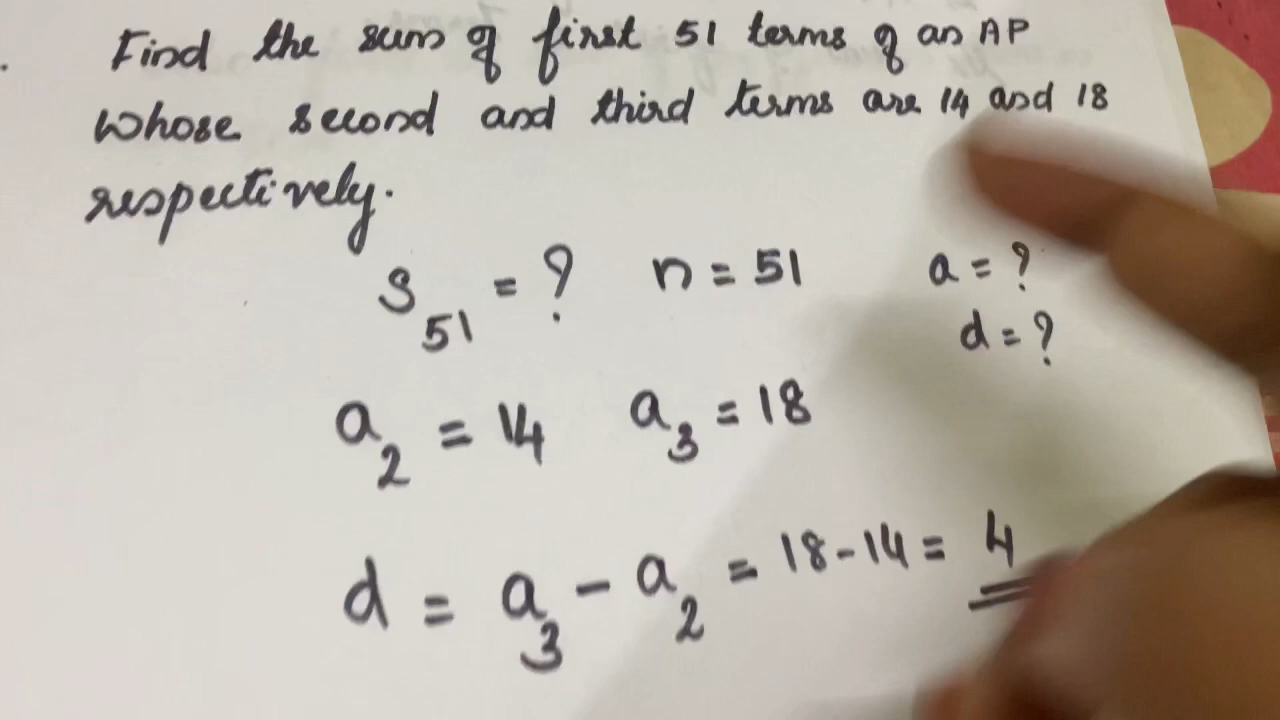 Find the sum of first 51 terms of an AP
whose second and third terms are 14 and 18
respectively.
S₅₁ = ? n = 51 a = ?
d = ?
a₂ = 14 a₃ = 18
d = a₃ - a₂ = 18 - 14 = 4